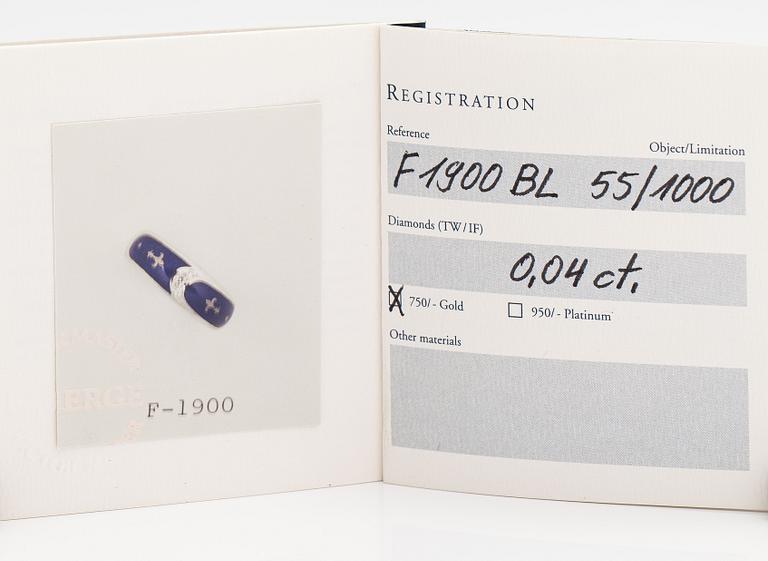 F-1900
REGISTRATION
Reference
Object/Limitation
F1900 BL 55/1000
Diamonds (TW/IF)
0,04 ct.
750/- Gold
950/- Platinum
Other materials